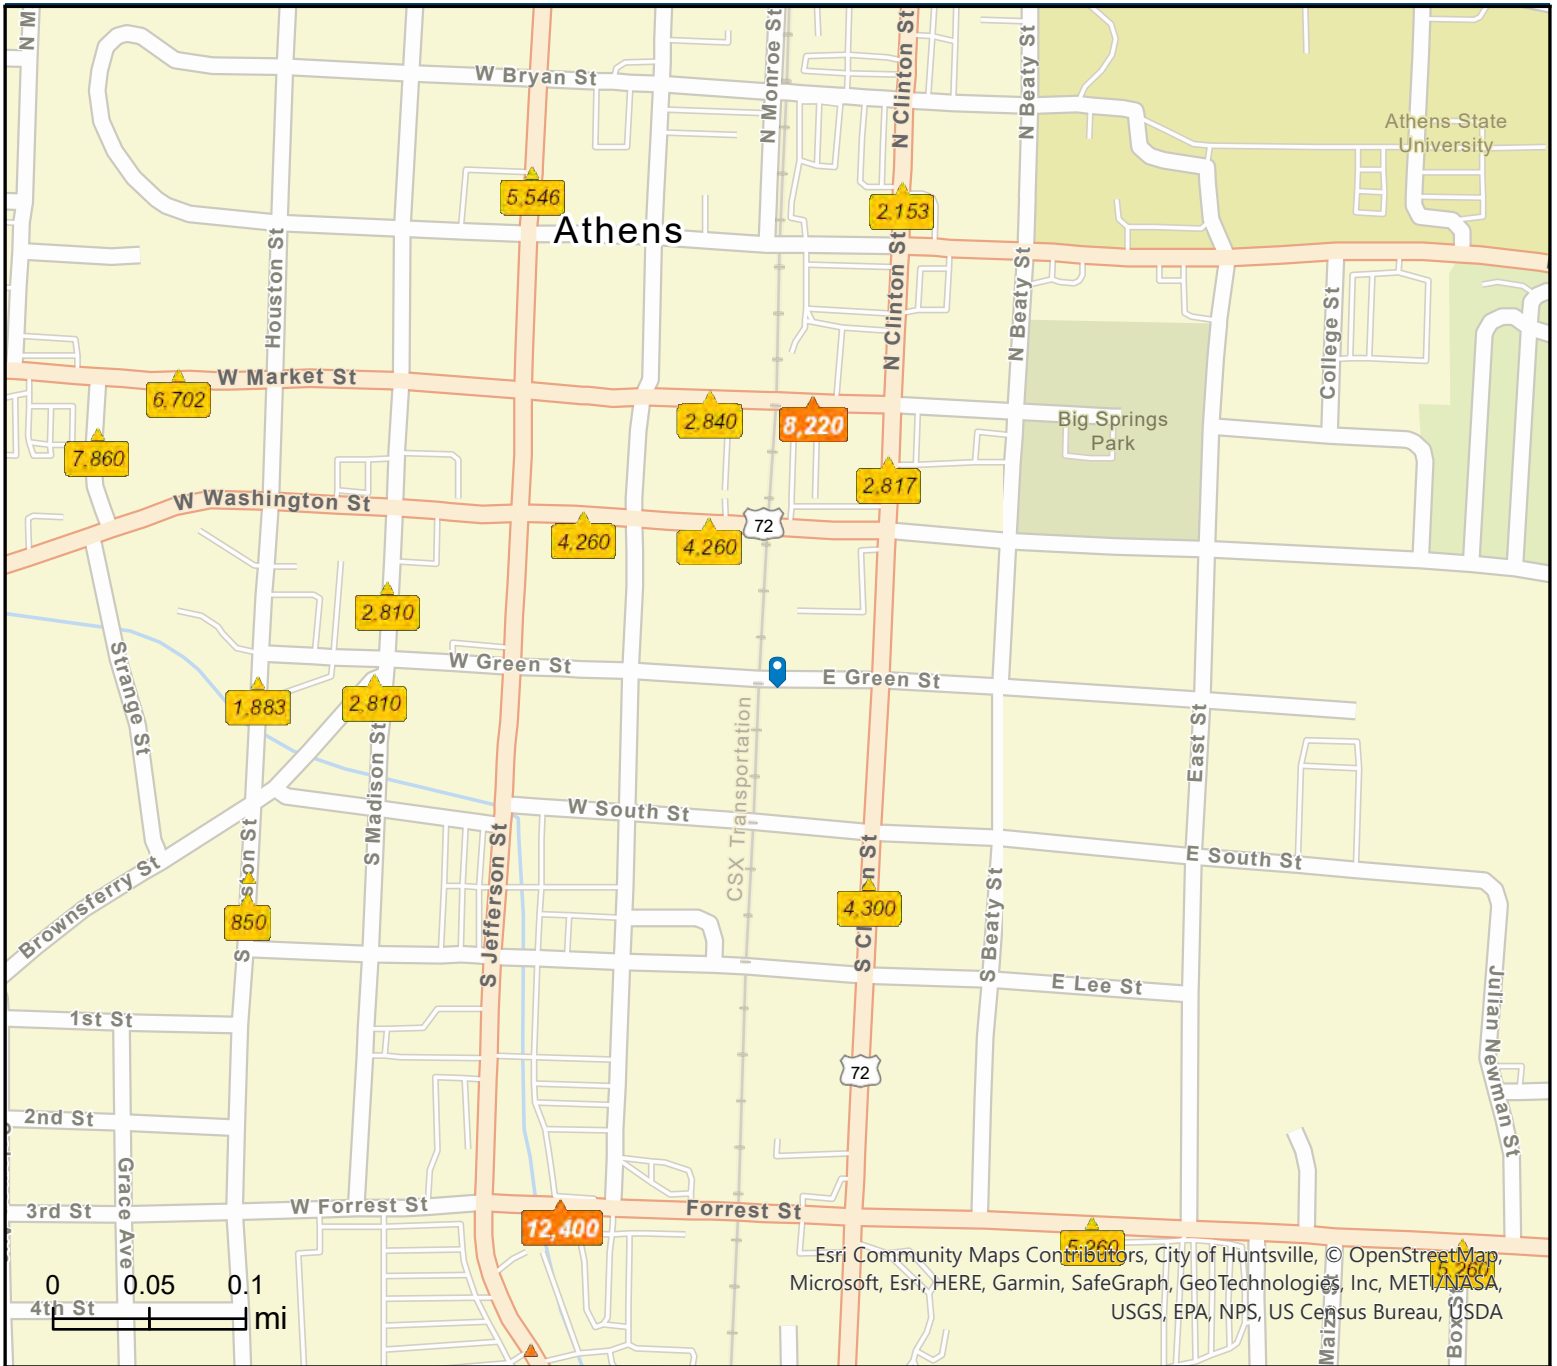 N M
W Bryan St
N Monroe St
N Clinton St
N Beaty St
Athens State
University
5,546
2,153
Athens
Houston St
N Clinton St
N Beaty St
College St
W Market St
6,702
2,840
8,220
Big Springs
Park
7,860
2,817
W Washington St
72
4,260
4,260
2,810
Strange St
W Green St
E Green St
1,883
2,810
CSX Transportation
East St
S Madison St
W South St
S Jefferson St
E South St
Brownsferry St
850
4,300
S Beaty St
E Lee St
Julian Newman St
1st St
72
2nd St
Grace Ave
3rd St
W Forrest St
Forrest St
12,400
5,260
5,260
Esri Community Maps Contributors, City of Huntsville, © OpenStreetMap,
Microsoft, Esri, HERE, Garmin, SafeGraph, GeoTechnologies, Inc, METI/NASA,
USGS, EPA, NPS, US Census Bureau, USDA
0 0.05 0.1
mi
4th St
Maiz St
Box St